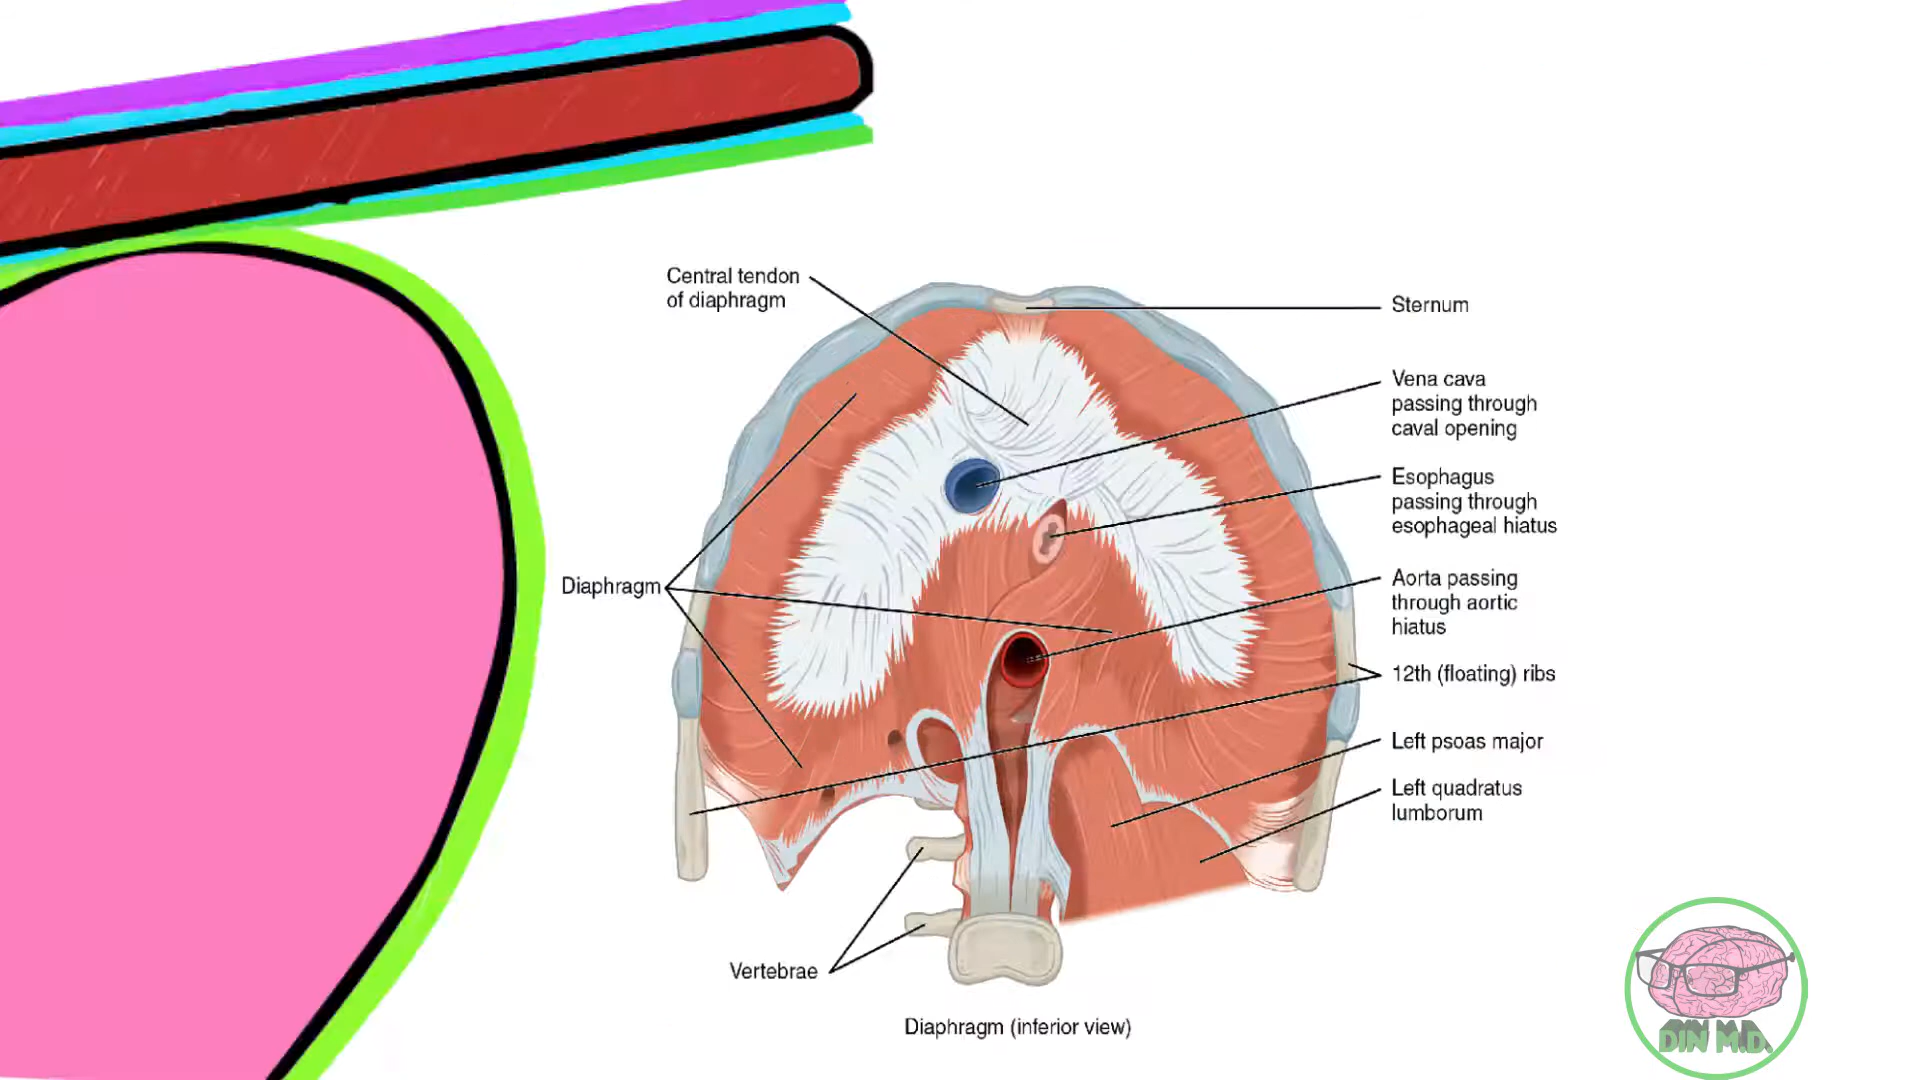 Central tendon
of diaphragm
Sternum
Vena cava
passing through
caval opening
Esophagus
passing through
esophageal hiatus
Diaphragm
Aorta passing
through aortic
hiatus
12th (floating) ribs
Left psoas major
Left quadratus
lumborum
Vertebrae
Diaphragm (inferior view)
DIN M.D.